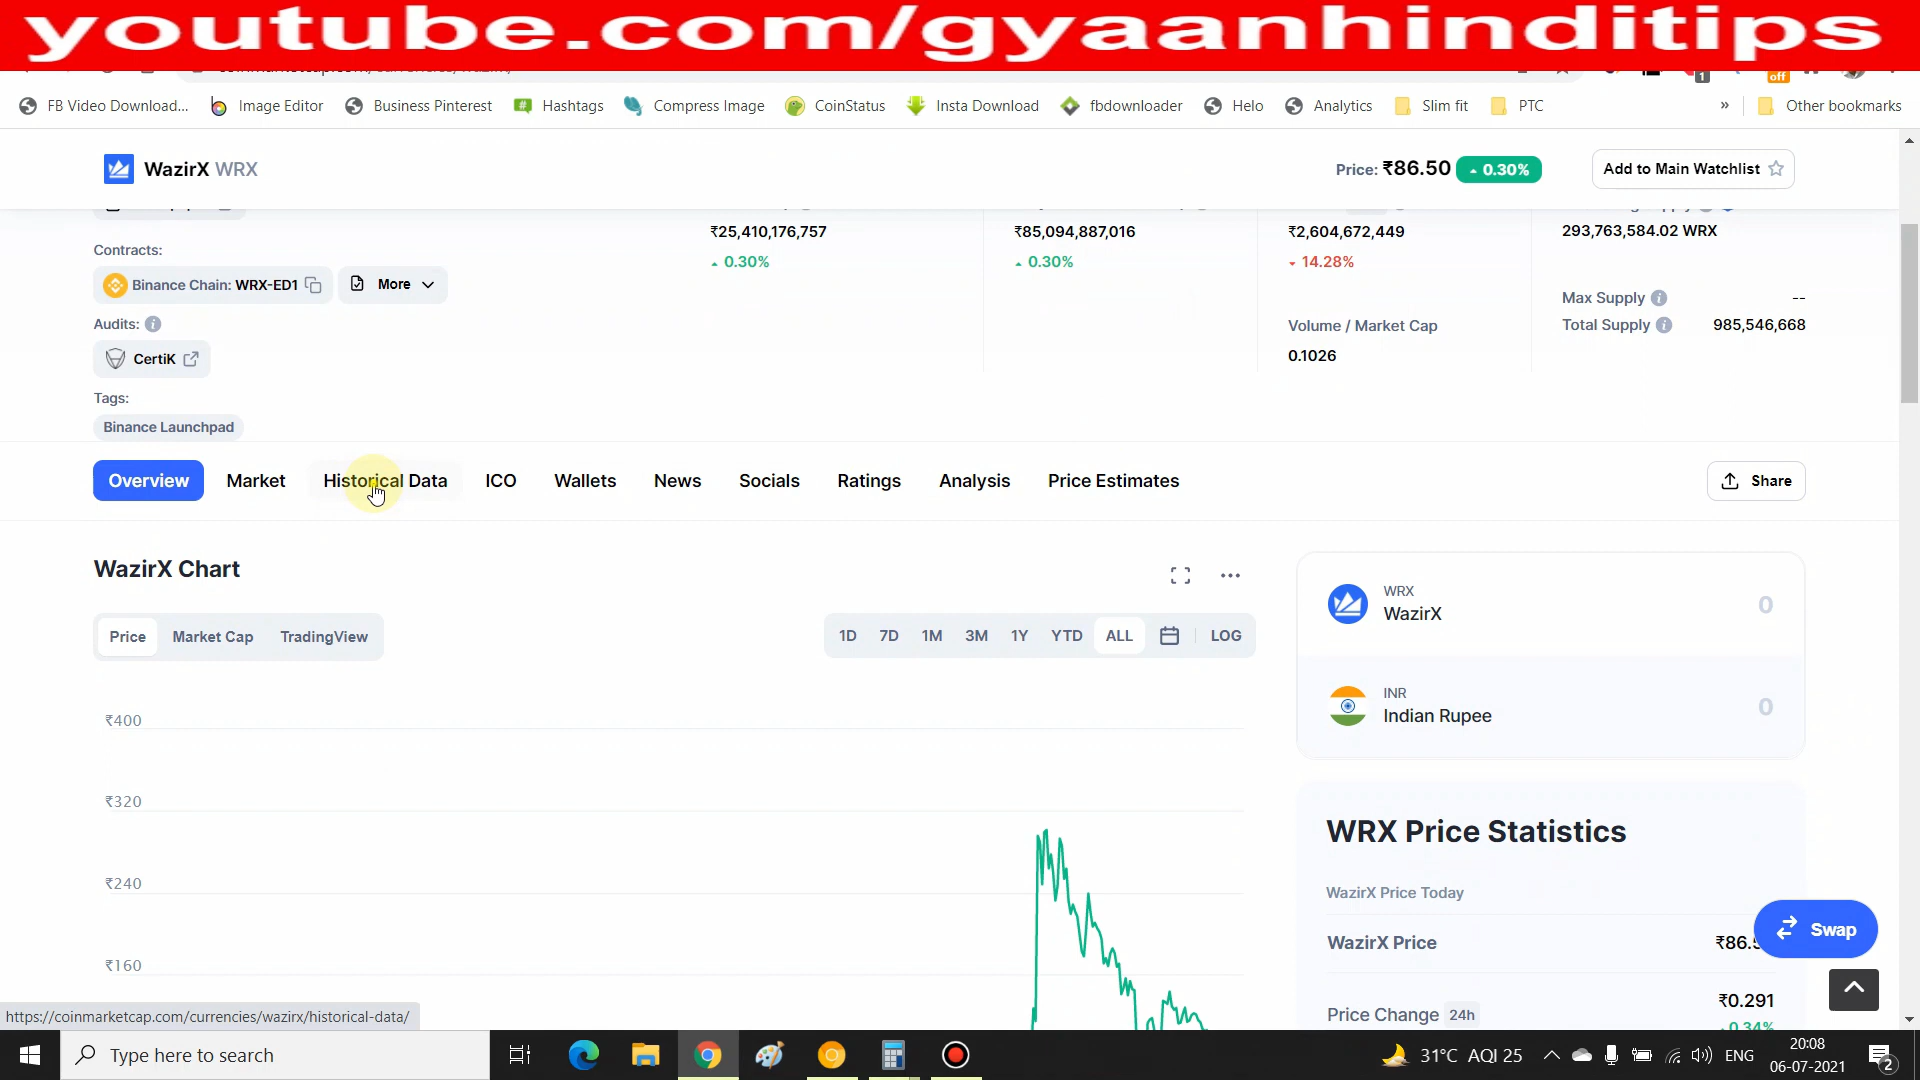 youtube.com/gyaanhinditips
1
off
FB Video Download...
Image Editor
Business Pinterest
Hashtags
Compress Image
CoinStatus
Insta Download
fbdownloader
Helo
Analytics
Slim fit
PTC
»
Other bookmarks
WazirX WRX
Price: ₹86.50 0.30%
Add to Main Watchlist
Contracts:
Binance Chain: WRX-ED1
More
Audits:
CertiK
Tags:
Binance Launchpad
₹25,410,176,757
0.30%
₹85,094,887,016
0.30%
₹2,604,672,449
14.28%
Volume / Market Cap
0.1026
293,763,584.02 WRX
Max Supply --
Total Supply 985,546,668
Overview
Market
Historical Data
ICO
Wallets
News
Socials
Ratings
Analysis
Price Estimates
Share
WazirX Chart
Price
Market Cap
TradingView
1D
7D
1M
3M
1Y
YTD
ALL
LOG
₹400
₹320
₹240
₹160
WRX
WazirX
0
INR
Indian Rupee
0
WRX Price Statistics
WazirX Price Today
WazirX Price
Swap
Price Change 24h
₹0.291
0.34%
https://coinmarketcap.com/currencies/wazirx/historical-data/
Type here to search
31°C AQI 25
ENG
20:08
06-07-2021
2